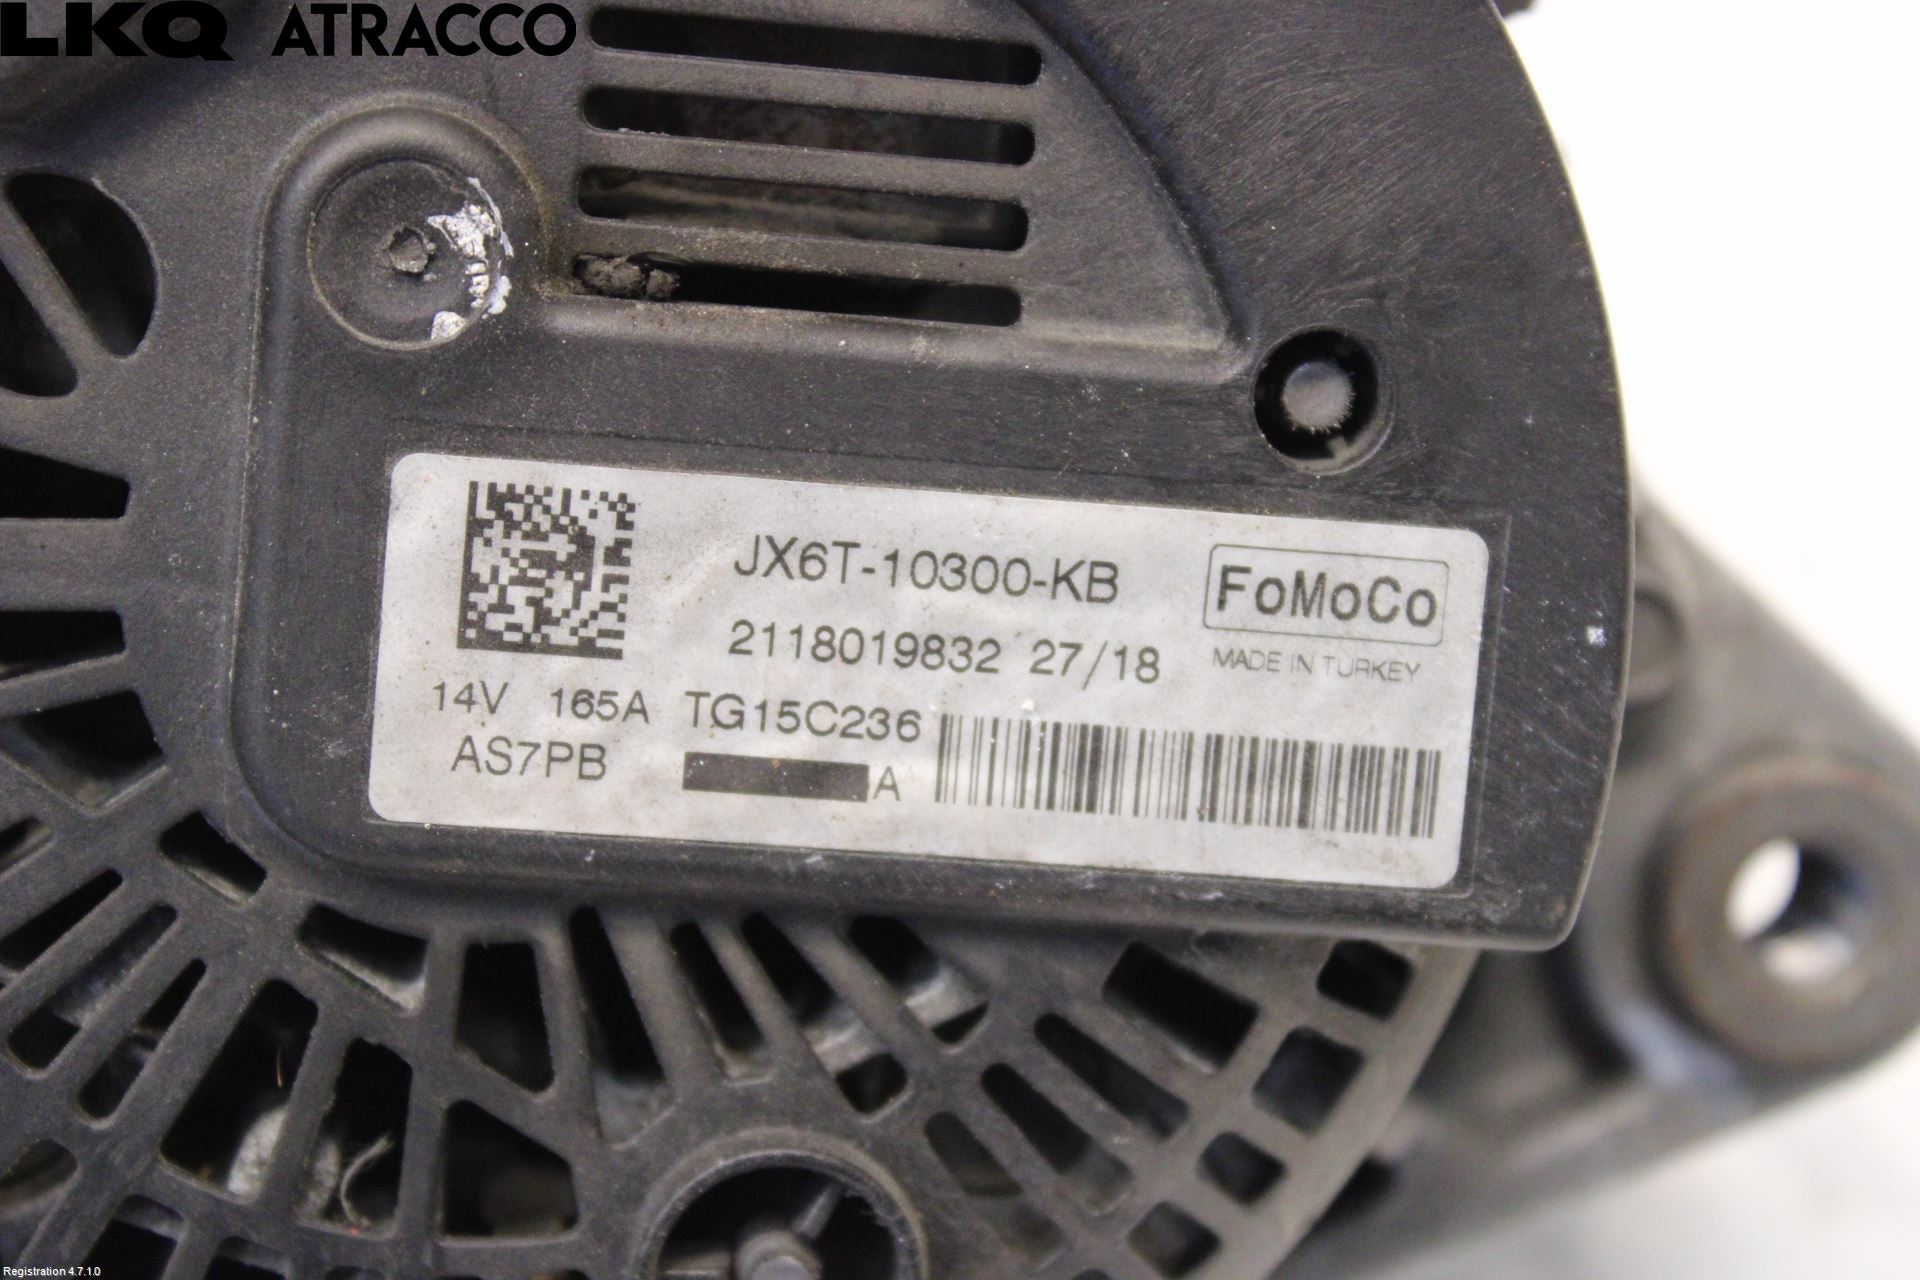 LKQ ATRACCO
JX6T-10300-KB
FoMoCo
2118019832 27/18
MADE IN TURKEY
14V 165A TG15C236
AS7PB
A
Registration 4.7.1.0